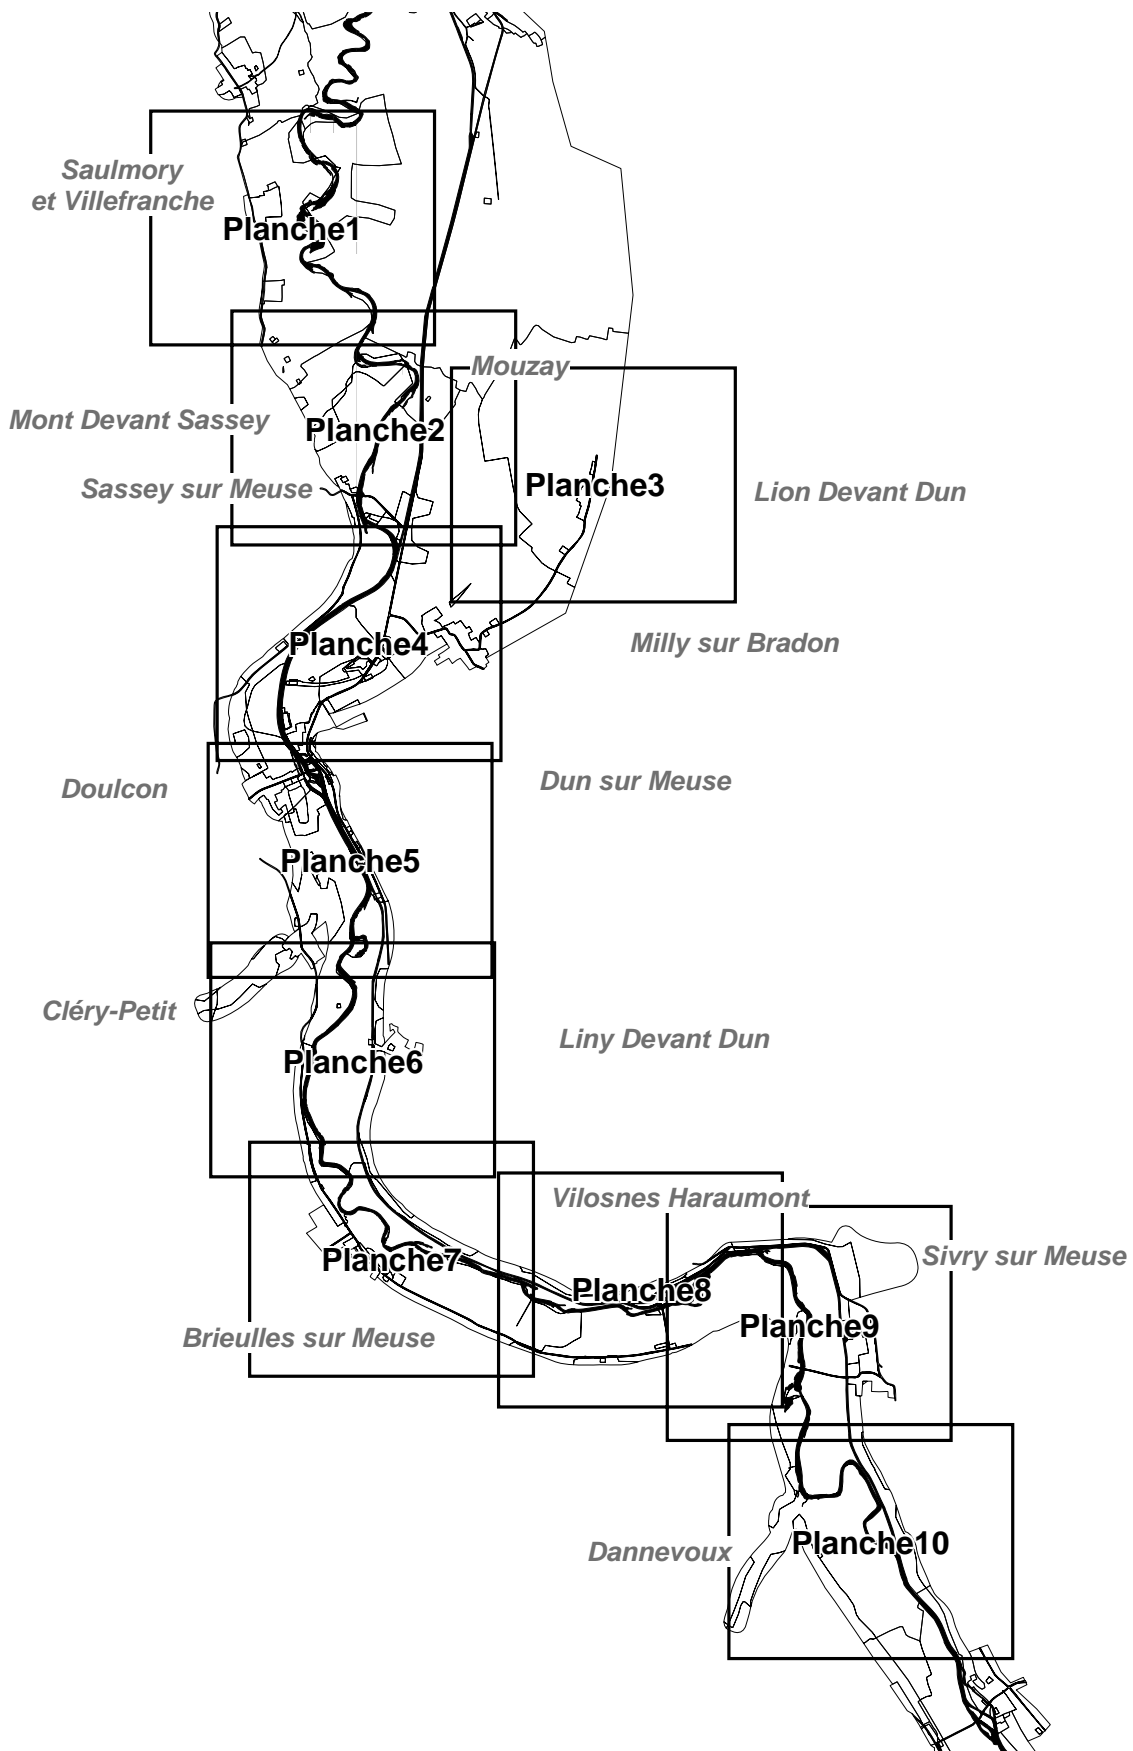 Saulmory
et Villefranche
Planche1
Mouzay
Mont Devant Sassey
Planche2
Sassey sur Meuse
Planche3
Lion Devant Dun
Planche4
Milly sur Bradon
Doulcon
Dun sur Meuse
Planche5
Cléry-Petit
Liny Devant Dun
Planche6
Vilosnes Haraumont
Sivry sur Meuse
Planche7
Planche8
Planche9
Brieulles sur Meuse
Dannevoux
Planche10